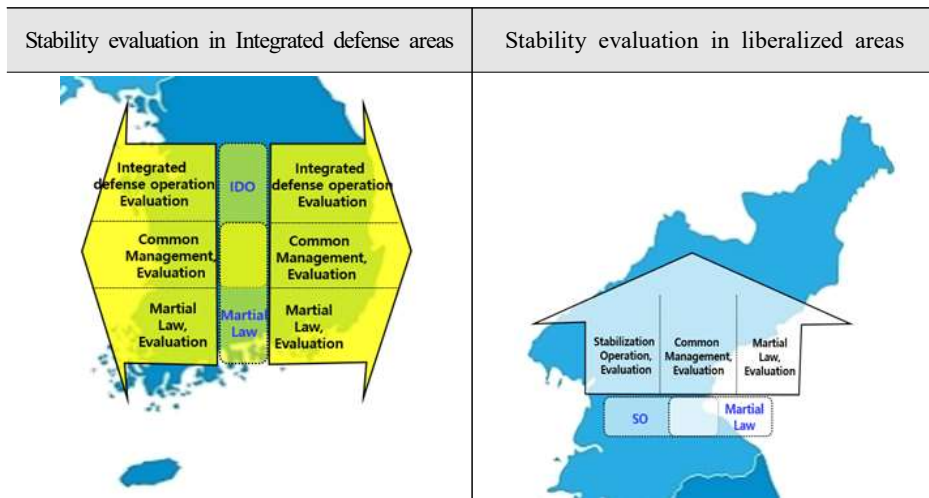 Stability evaluation in Integrated defense areas
Stability evaluation in liberalized areas
Integrated
defense operation
Evaluation
IDO
Integrated
defense operation
Evaluation
Common
Management,
Evaluation
Common
Management,
Evaluation
Martial
Law,
Evaluation
Martial
Law
Martial
Law,
Evaluation
Stabilization
Operation,
Evaluation
Common
Management,
Evaluation
Martial
Law,
Evaluation
SO
Martial
Law